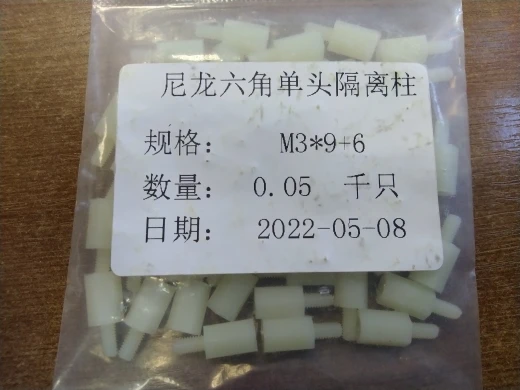 尼龙六角单头隔离柱
规格： M3*9+6
数量： 0.05 千只
日期： 2022-05-08